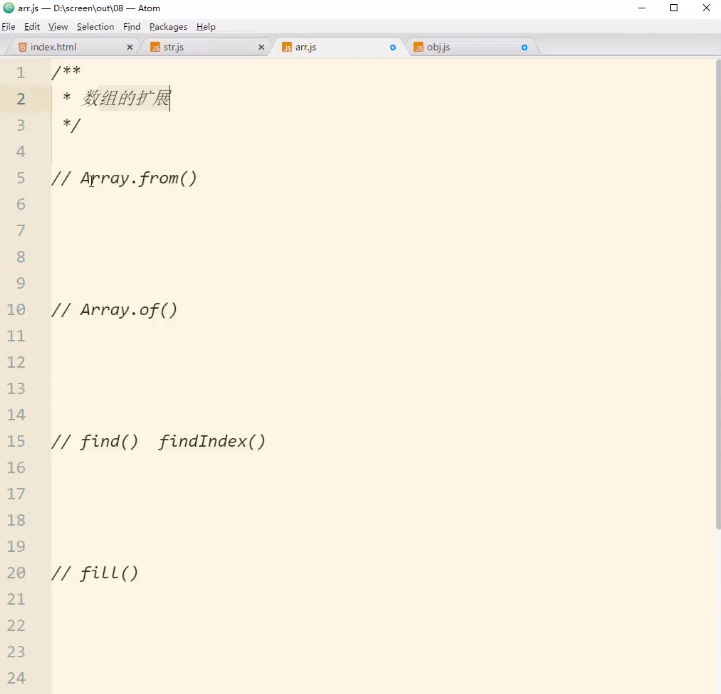 arr.js — D:\screen\out\08 — Atom
File Edit View Selection Find Packages Help
index.html × str.js × arr.js obj.js
1 /**
2 * 数组的扩展
3 */
4
5 // Array.from()
6
7
8
9
10 // Array.of()
11
12
13
14
15 // find() findIndex()
16
17
18
19
20 // fill()
21
22
23
24